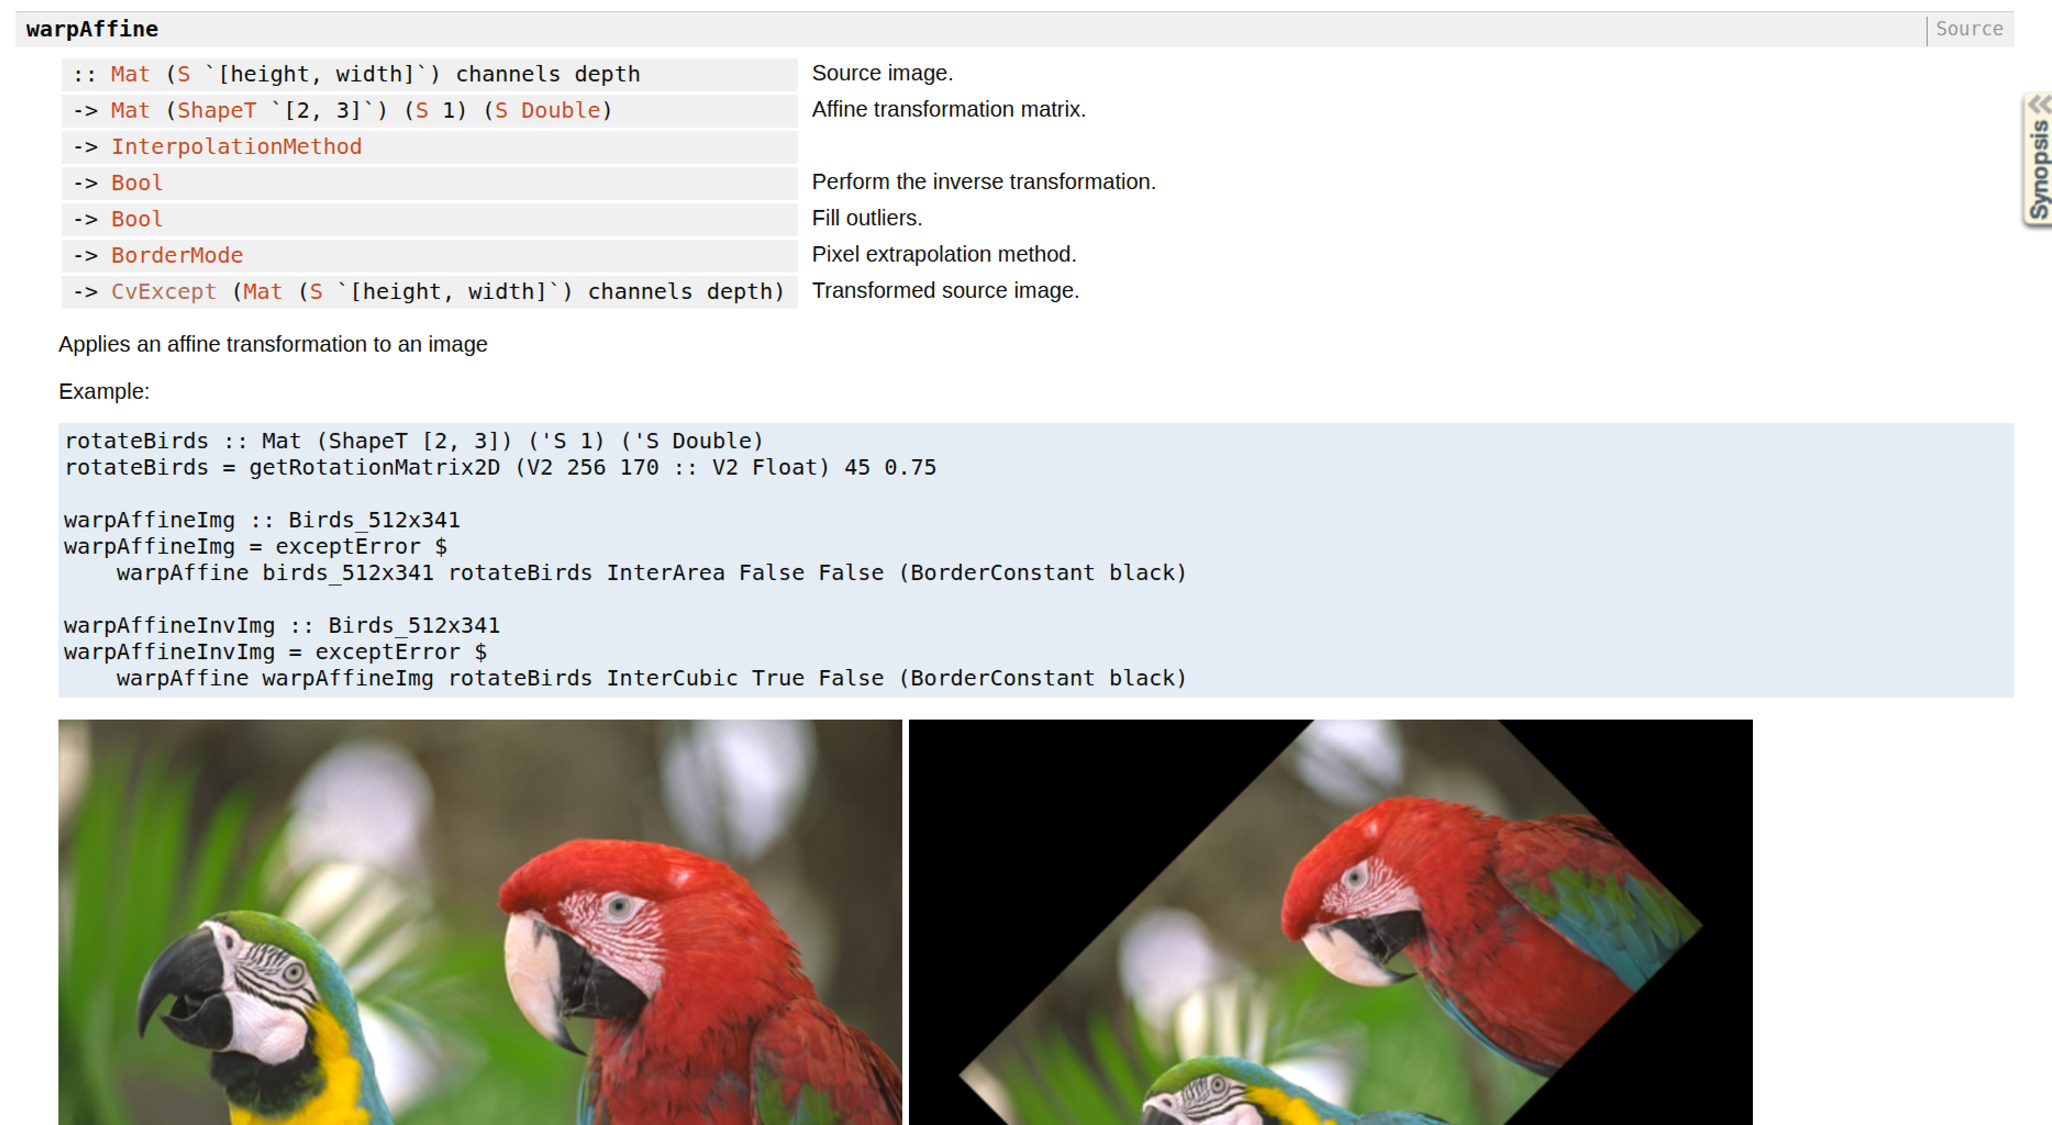 warpAffine
Source
:: Mat (S `[height, width]`) channels depth Source image.
-> Mat (ShapeT `[2, 3]`) (S 1) (S Double) Affine transformation matrix.
-> InterpolationMethod
-> Bool Perform the inverse transformation.
-> Bool Fill outliers.
-> BorderMode Pixel extrapolation method.
-> CvExcept (Mat (S `[height, width]`) channels depth) Transformed source image.
Synopsis
Applies an affine transformation to an image
Example:
rotateBirds :: Mat (ShapeT [2, 3]) ('S 1) ('S Double)
rotateBirds = getRotationMatrix2D (V2 256 170 :: V2 Float) 45 0.75
warpAffineImg :: Birds_512x341
warpAffineImg = exceptError $
    warpAffine birds_512x341 rotateBirds InterArea False False (BorderConstant black)
warpAffineInvImg :: Birds_512x341
warpAffineInvImg = exceptError $
    warpAffine warpAffineImg rotateBirds InterCubic True False (BorderConstant black)